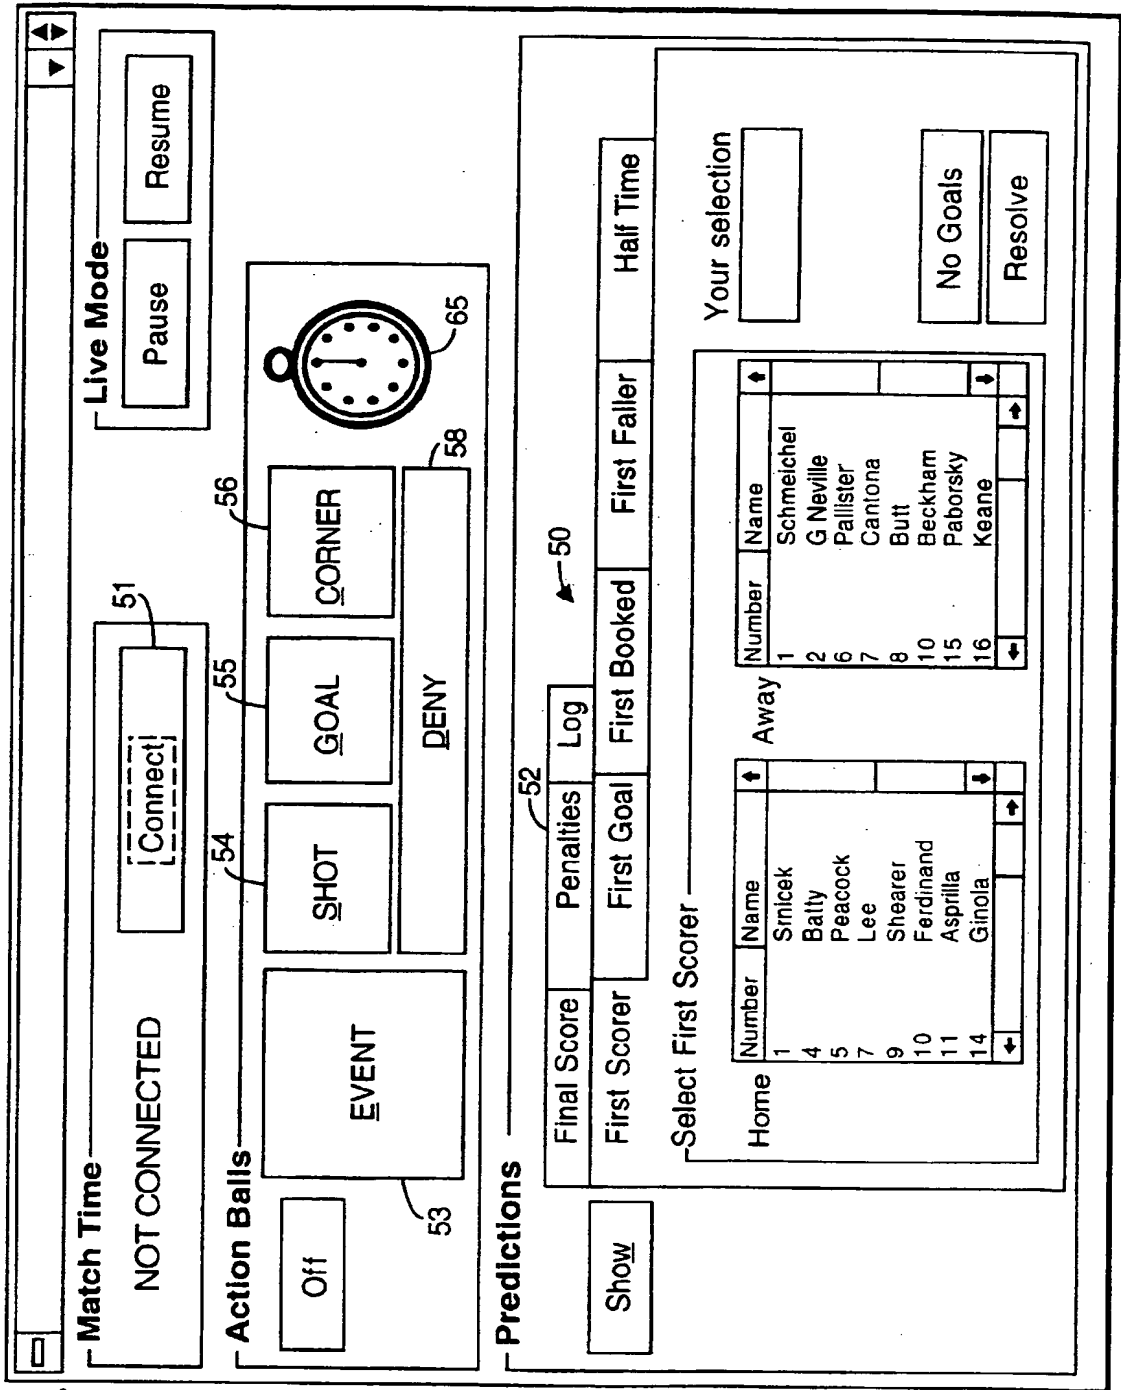 Match Time
NOT CONNECTED
Connect
51
Live Mode
Pause
Resume
Action Balls
Off
EVENT
53
SHOT
54
GOAL
55
CORNER
56
DENY
58
65
Predictions
50
Show
52
Final Score
Penalties
Log
First Scorer
First Goal
First Booked
First Faller
Half Time
Select First Scorer
Home
Number Name
1 Srnicek
4 Batty
5 Peacock
7 Lee
9 Shearer
10 Ferdinand
11 Asprilla
14 Ginola
Away
Number Name
1 Schmeichel
2 G Neville
6 Pallister
7 Cantona
8 Butt
10 Beckham
15 Paborsky
16 Keane
Your selection
No Goals
Resolve